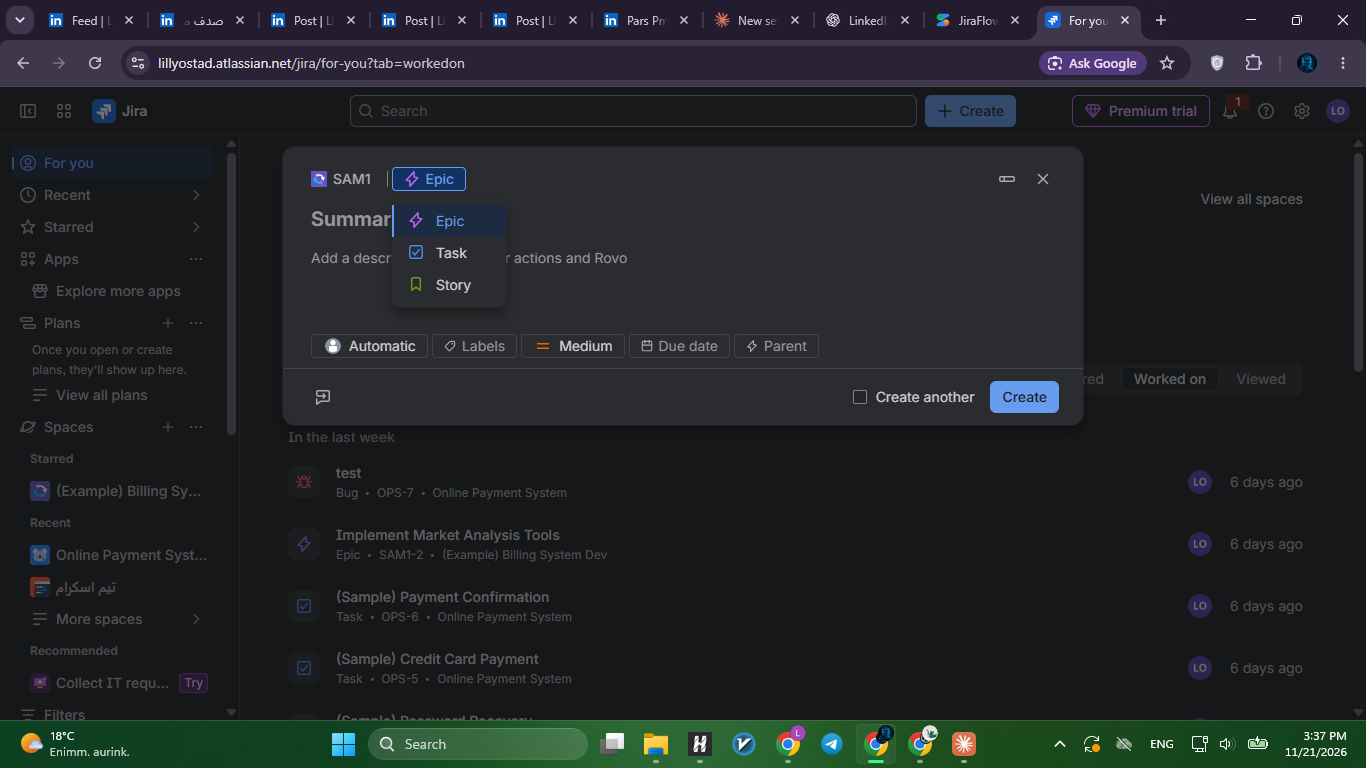 Feed | L
صدف م
Post | Li
Post | Li
Post | Li
Pars Pm
New se
LinkedI
JiraFlow
For you
lillyostad.atlassian.net/jira/for-you?tab=workedon
Ask Google
Jira
Search
Create
Premium trial
1
LO
For you
Recent
Starred
Apps
Explore more apps
Plans
Once you open or create
plans, they'll show up here.
View all plans
Spaces
Starred
(Example) Billing Sy...
Recent
Online Payment Syst...
تیم اسکرام
More spaces
Recommended
Collect IT requ...
Try
Filters
View all spaces
SAM1
Epic
Summar
Epic
Task
Story
Add a descr
r actions and Rovo
Automatic
Labels
Medium
Due date
Parent
Create another
Create
red
Worked on
Viewed
In the last week
test
Bug • OPS-7 • Online Payment System
LO
6 days ago
Implement Market Analysis Tools
Epic • SAM1-2 • (Example) Billing System Dev
LO
6 days ago
(Sample) Payment Confirmation
Task • OPS-6 • Online Payment System
LO
6 days ago
(Sample) Credit Card Payment
Task • OPS-5 • Online Payment System
LO
6 days ago
(Sample) Password Recovery
18°C
Enimm. aurink.
Search
L
ENG
3:37 PM
11/21/2026